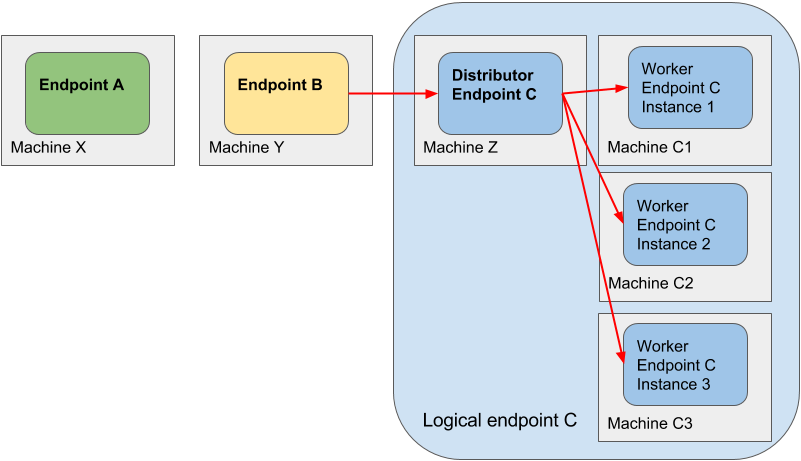 Endpoint A
Machine X
Endpoint B
Machine Y
Distributor
Endpoint C
Machine Z
Worker
Endpoint C
Instance 1
Machine C1
Worker
Endpoint C
Instance 2
Machine C2
Worker
Endpoint C
Instance 3
Machine C3
Logical endpoint C